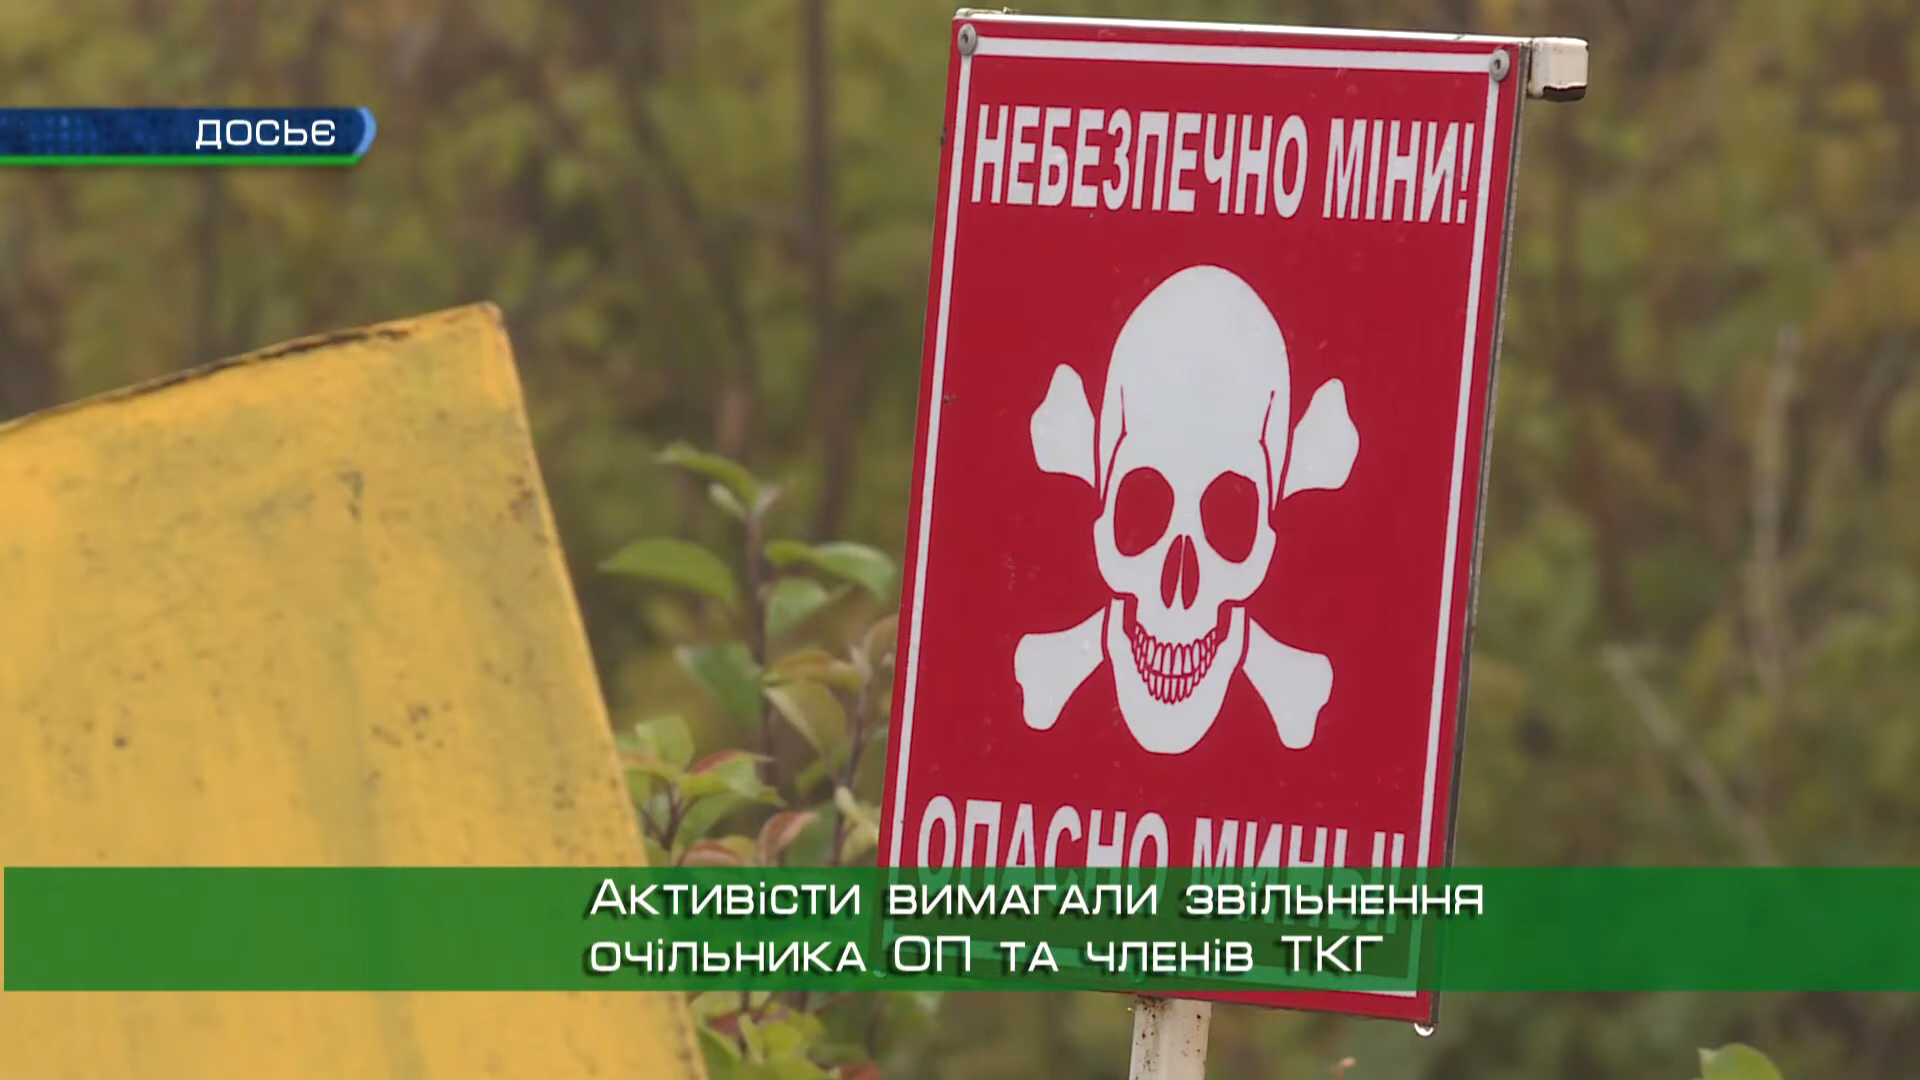 ДОСЬЄ
НЕБЕЗПЕЧНО МІНИ!
ОПАСНО МИНЫ!
Активісти вимагали звільнення
очільника ОП та членів ТКГ